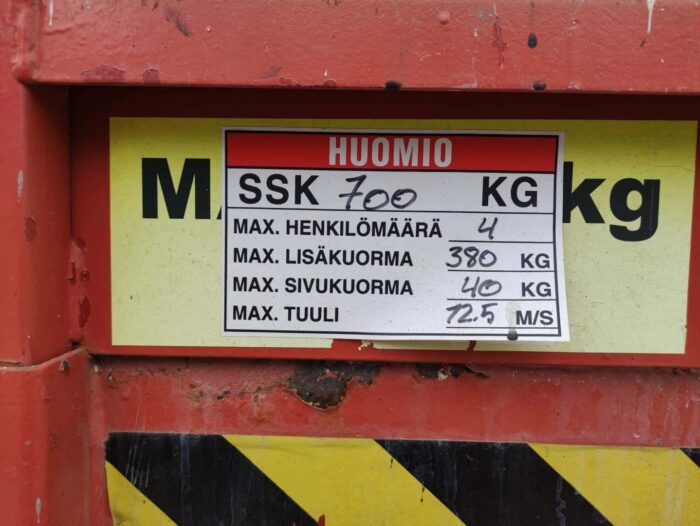 HUOMIO
SSK 700 KG
MAX. HENKILÖMÄÄRÄ 4
MAX. LISÄKUORMA 380 KG
MAX. SIVUKUORMA 40 KG
MAX. TUULI 12.5 M/S
kg